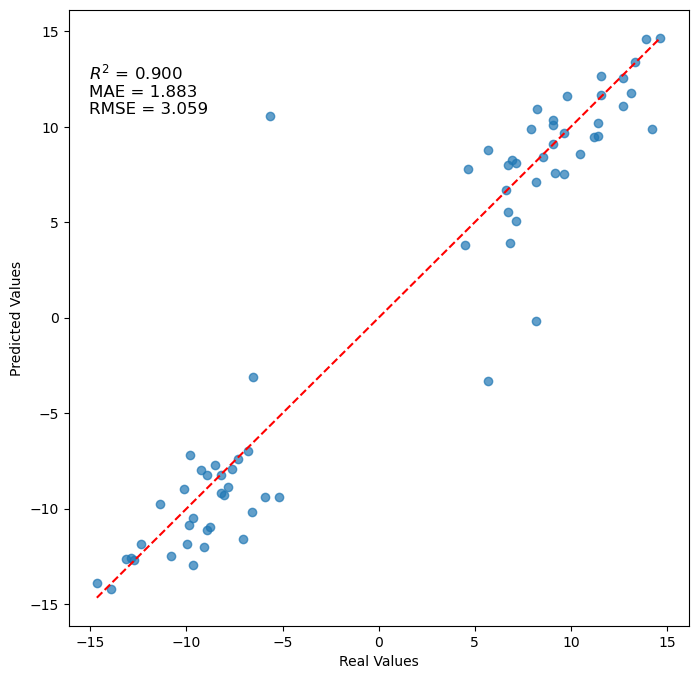 R² = 0.900
MAE = 1.883
RMSE = 3.059
15
10
5
0
−5
−10
−15
Predicted Values
−15 −10 −5 0 5 10 15
Real Values